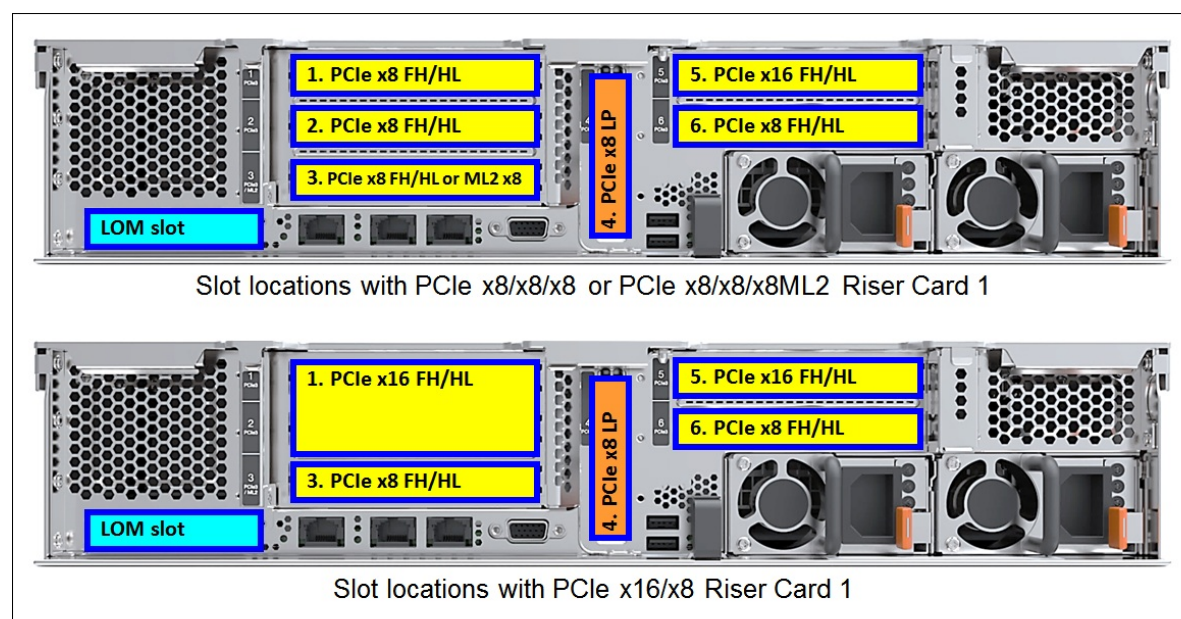 1. PCIe x8 FH/HL
2. PCIe x8 FH/HL
3. PCIe x8 FH/HL or ML2 x8
LOM slot
4. PCIe x8 LP
5. PCIe x16 FH/HL
6. PCIe x8 FH/HL
Slot locations with PCIe x8/x8/x8 or PCIe x8/x8/x8ML2 Riser Card 1
1. PCIe x16 FH/HL
3. PCIe x8 FH/HL
LOM slot
4. PCIe x8 LP
5. PCIe x16 FH/HL
6. PCIe x8 FH/HL
Slot locations with PCIe x16/x8 Riser Card 1